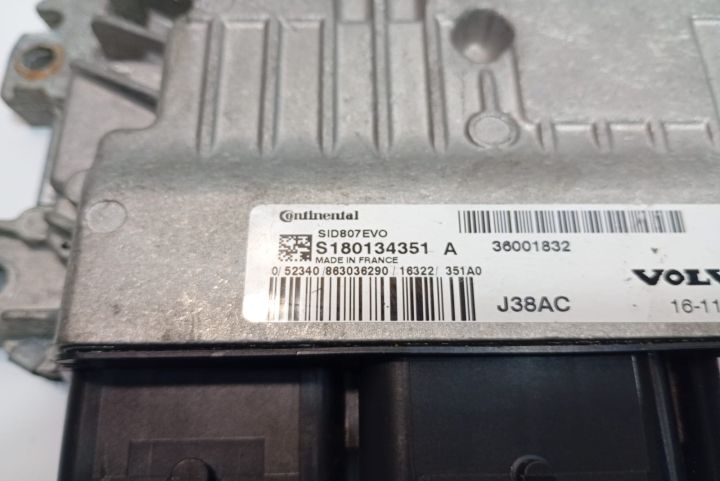 Continental
SID807EVO
S180134351 A
MADE IN FRANCE
0/52340/863036290/16322/351A0
36001832
J38AC